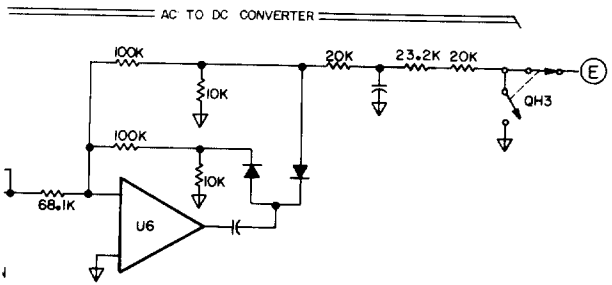 AC TO DC CONVERTER
100K
20K
23.2K
20K
E
10K
QH3
100K
10K
68.1K
U6